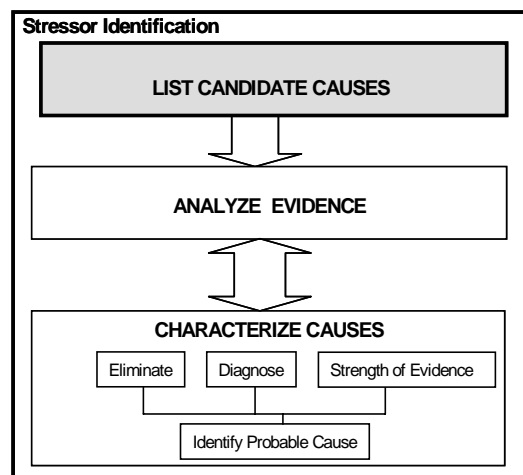 Stressor Identification
LIST CANDIDATE CAUSES
ANALYZE EVIDENCE
CHARACTERIZE CAUSES
Eliminate
Diagnose
Strength of Evidence
Identify Probable Cause